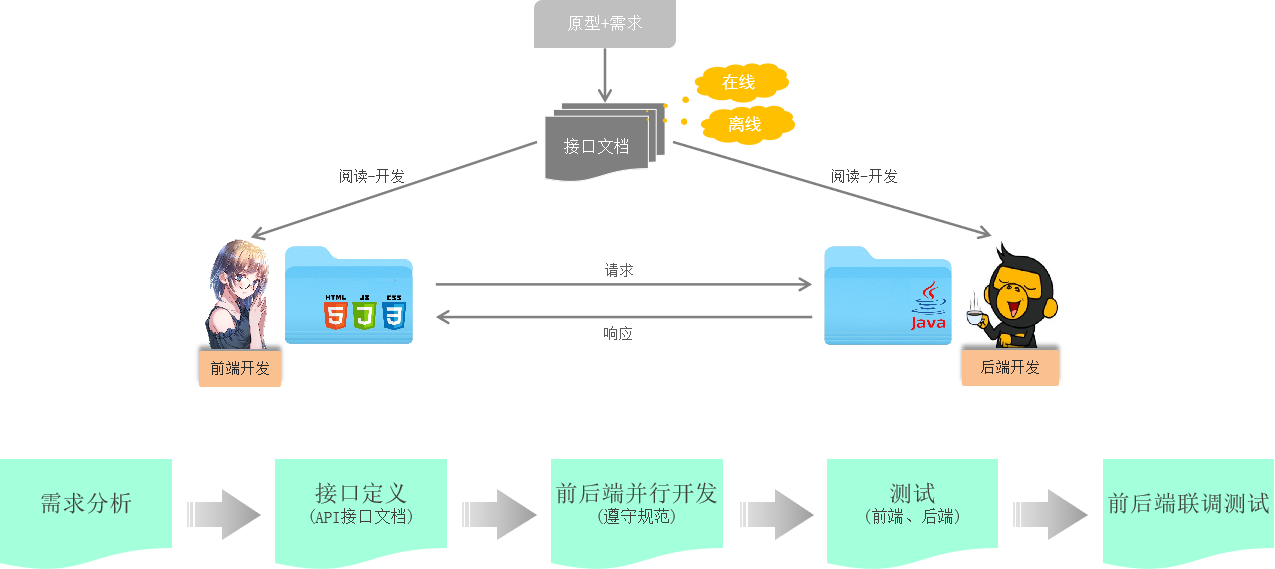 原型+需求
在线
离线
接口文档
阅读-开发
阅读-开发
请求
HTML
JS
CSS
5
3
Java
响应
前端开发
后端开发
需求分析
接口定义
(API接口文档)
前后端并行开发
(遵守规范)
测试
(前端、后端)
前后端联调测试